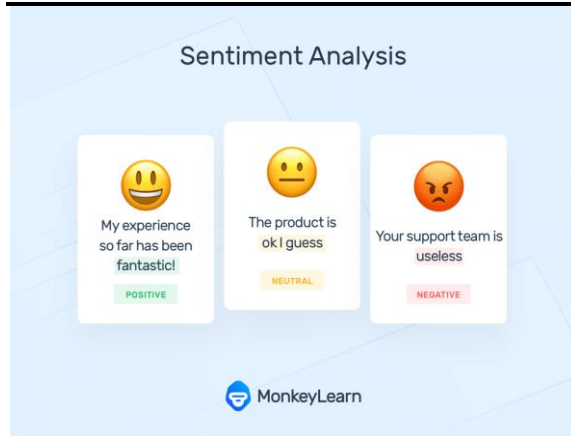 Sentiment Analysis
My experience
so far has been
fantastic!
POSITIVE
The product is
ok I guess
NEUTRAL
Your support team is
useless
NEGATIVE
MonkeyLearn